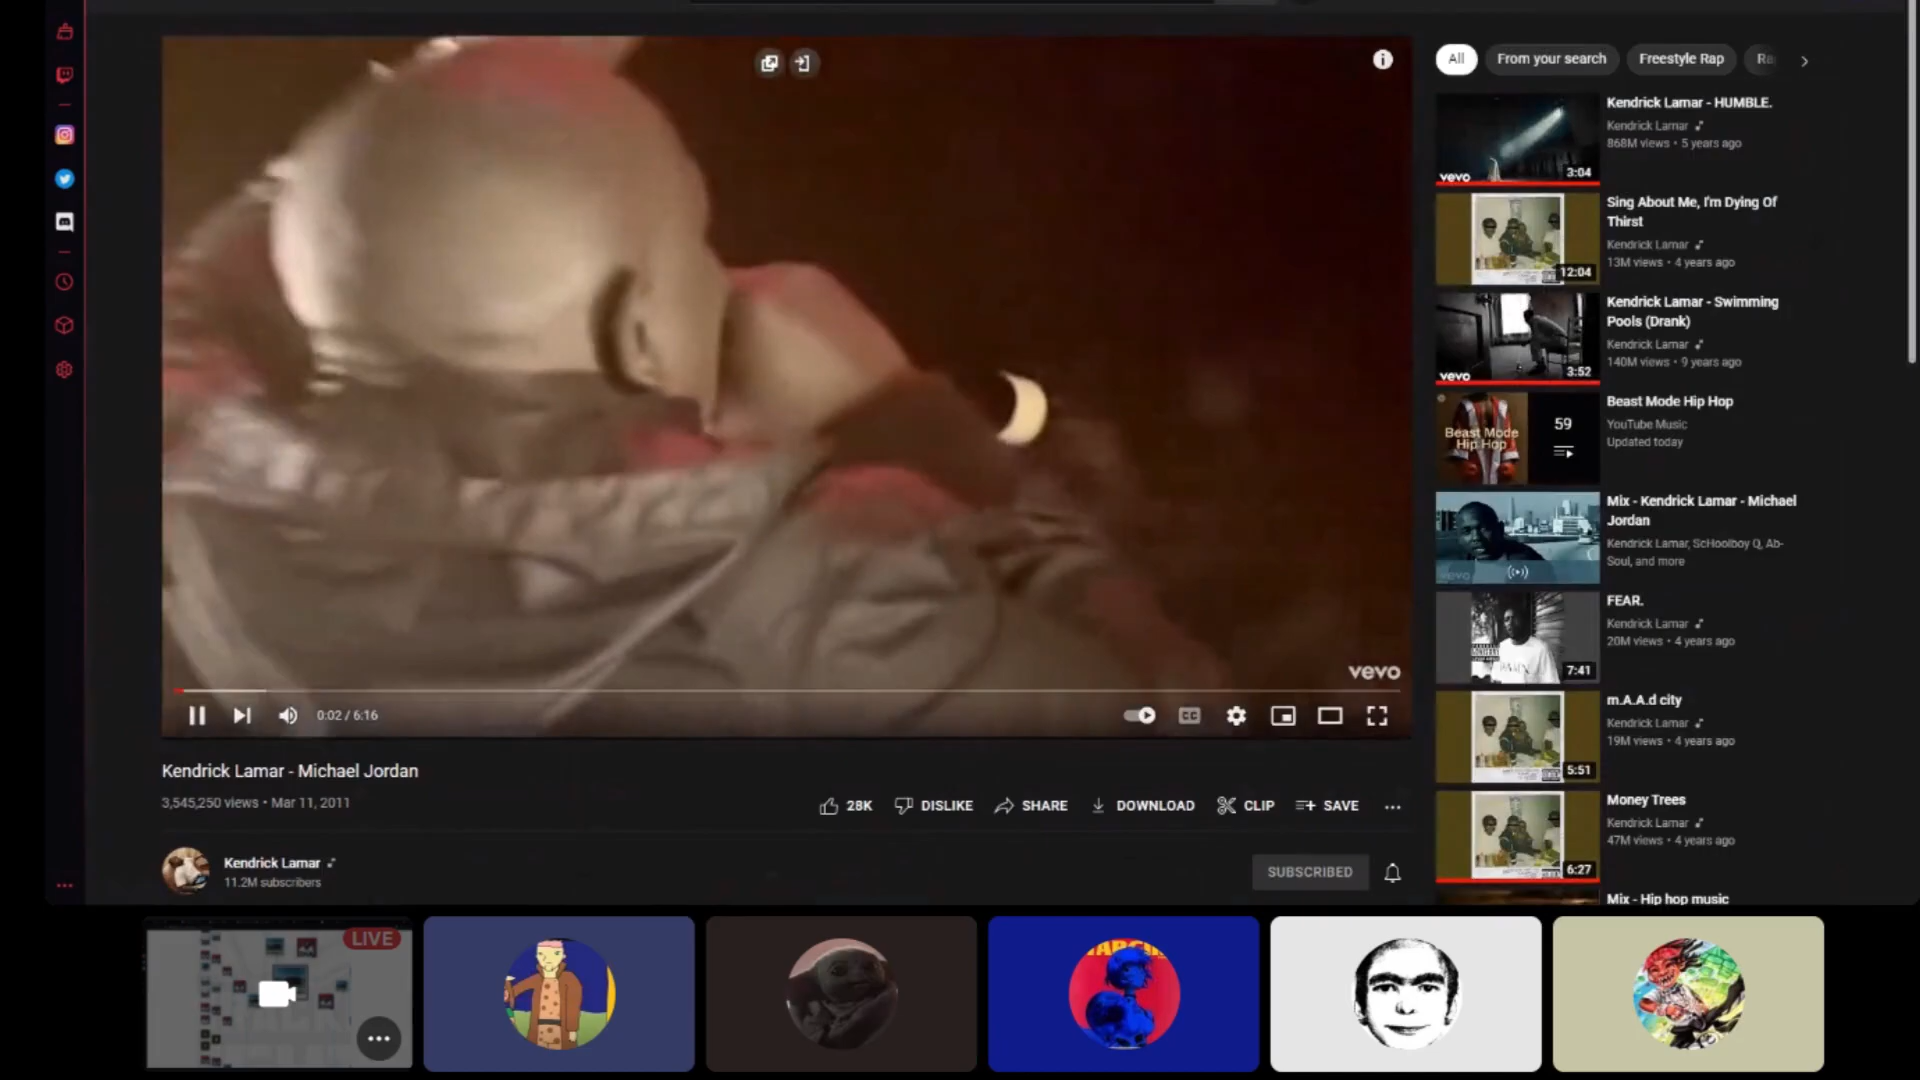 All
From your search
Freestyle Rap
Kendrick Lamar - HUMBLE.
Kendrick Lamar
868M views • 5 years ago
vevo
3:04
Sing About Me, I'm Dying Of
Thirst
Kendrick Lamar
13M views • 4 years ago
12:04
Kendrick Lamar - Swimming
Pools (Drank)
Kendrick Lamar
140M views • 9 years ago
vevo
3:52
Beast Mode
Hip Hop
59
Beast Mode Hip Hop
YouTube Music
Updated today
Mix - Kendrick Lamar - Michael
Jordan
Kendrick Lamar, ScHoolboy Q, Ab-
Soul, and more
vevo
FEAR.
Kendrick Lamar
20M views • 4 years ago
7:41
m.A.A.d city
Kendrick Lamar
19M views • 4 years ago
5:51
Money Trees
Kendrick Lamar
47M views • 4 years ago
6:27
Mix - Hip hop music
vevo
0:02 / 6:16
CC
Kendrick Lamar - Michael Jordan
3,545,250 views • Mar 11, 2011
28K DISLIKE SHARE DOWNLOAD CLIP SAVE
Kendrick Lamar
11.2M subscribers
SUBSCRIBED
LIVE